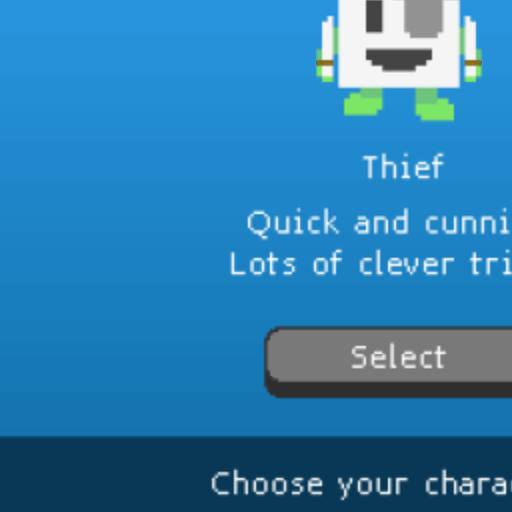 Thief
Quick and cunni
Lots of clever tri
Select
Choose your chara